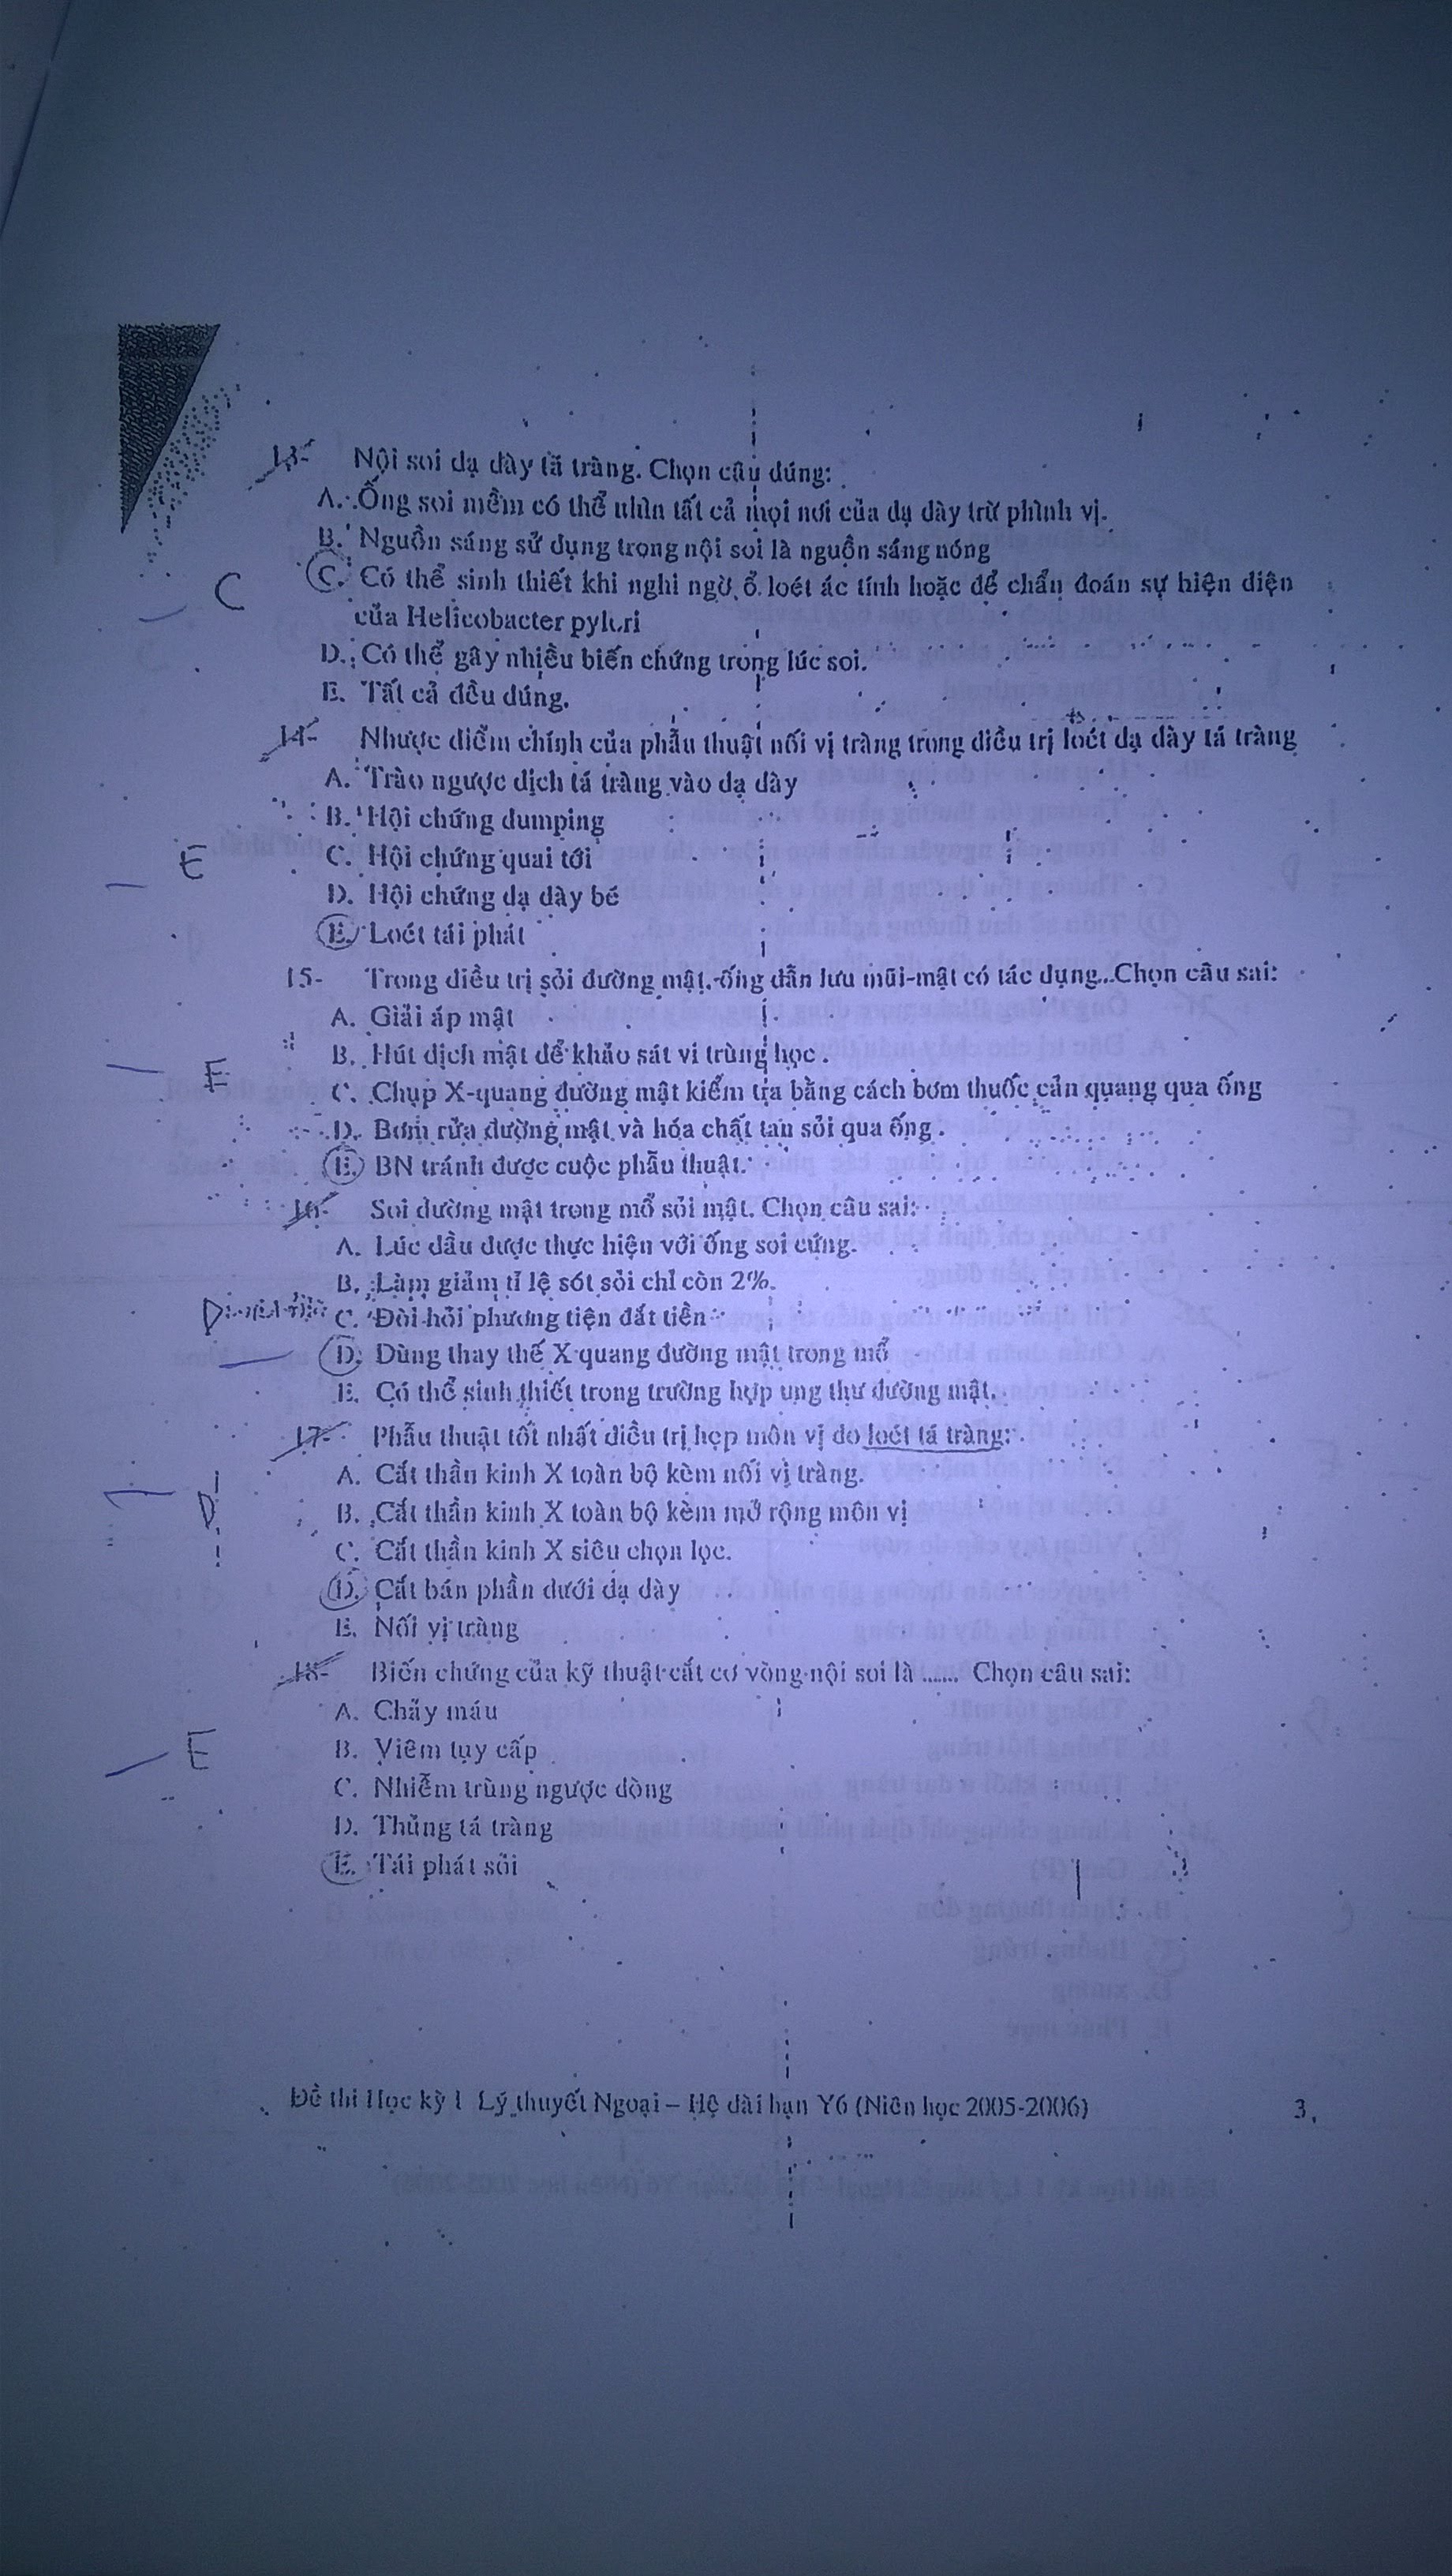 13- Nội soi dạ dày tá tràng. Chọn câu đúng:
A. Ống soi mềm có thể nhìn tất cả mọi nơi của dạ dày trừ phình vị.
B. Nguồn sáng sử dụng trong nội soi là nguồn sáng nóng
C C. Có thể sinh thiết khi nghi ngờ ổ loét ác tính hoặc để chẩn đoán sự hiện diện
của Helicobacter pylori
D. Có thể gây nhiều biến chứng trong lúc soi.
E. Tất cả đều đúng.
14- Nhược điểm chính của phẫu thuật nối vị tràng trong điều trị loét dạ dày tá tràng
A. Trào ngược dịch tá tràng vào dạ dày
B. Hội chứng dumping
E C. Hội chứng quai tới
D. Hội chứng dạ dày bé
E. Loét tái phát
15- Trong điều trị sỏi đường mật, ống dẫn lưu mũi-mật có tác dụng...Chọn câu sai:
A. Giải áp mật
B. Hút dịch mật để khảo sát vi trùng học .
E C. Chụp X-quang đường mật kiểm tra bằng cách bơm thuốc cản quang qua ống
D. Bơm rửa đường mật và hóa chất tan sỏi qua ống .
E. BN tránh được cuộc phẫu thuật.
16- Soi đường mật trong mổ sỏi mật. Chọn câu sai:
A. Lúc đầu được thực hiện với ống soi cứng.
B. Làm giảm tỉ lệ sót sỏi chỉ còn 2%.
D C. Đòi hỏi phương tiện đắt tiền
D. Dùng thay thế X quang đường mật trong mổ
E. Có thể sinh thiết trong trường hợp ung thư đường mật.
17- Phẫu thuật tốt nhất điều trị hẹp môn vị do loét tá tràng:
A. Cắt thần kinh X toàn bộ kèm nối vị tràng.
D B. Cắt thần kinh X toàn bộ kèm mở rộng môn vị
C. Cắt thần kinh X siêu chọn lọc.
D. Cắt bán phần dưới dạ dày
E. Nối vị tràng
18- Biến chứng của kỹ thuật cắt cơ vòng nội soi là ...... Chọn câu sai:
A. Chảy máu
E B. Viêm tụy cấp
C. Nhiễm trùng ngược dòng
D. Thủng tá tràng
E. Tái phát sỏi
Đề thi Học kỳ I Lý thuyết Ngoại – Hệ dài hạn Y6 (Niên học 2005-2006) 3